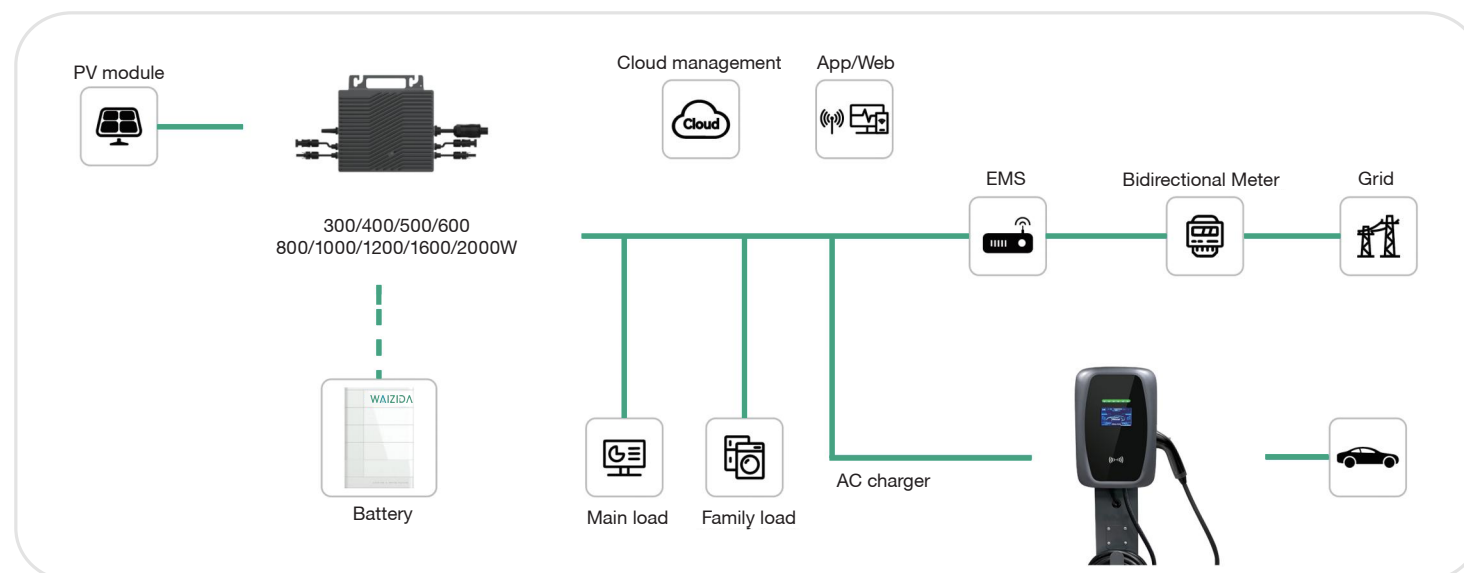 PV module
Cloud management
App/Web
Cloud
EMS
Bidirectional Meter
Grid
300/400/500/600
800/1000/1200/1600/2000W
WAIZIDA
Battery
Main load
Family load
AC charger